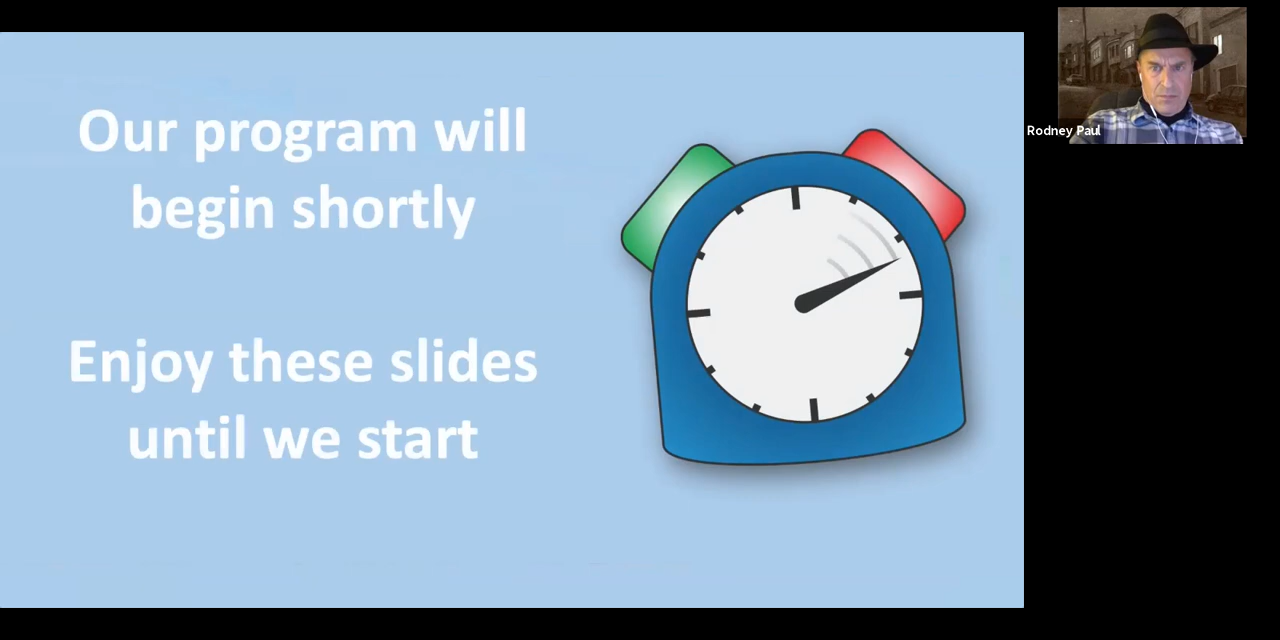 Our program will
begin shortly
Enjoy these slides
until we start
Rodney Paul